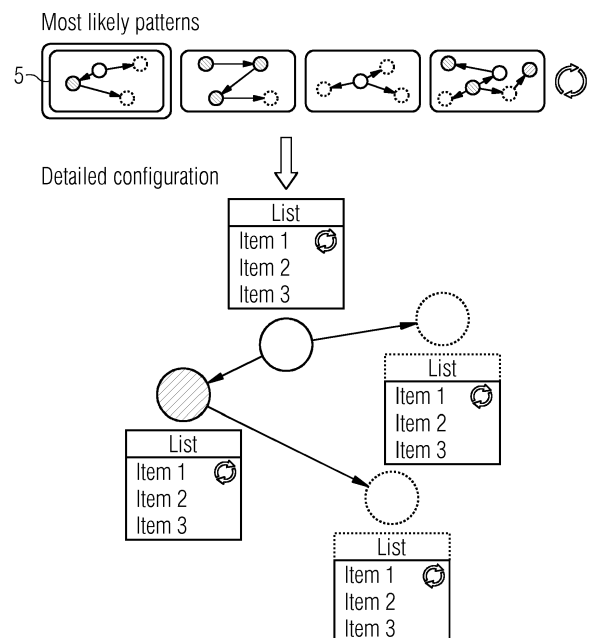 Most likely patterns
5
Detailed configuration
List
Item 1
Item 2
Item 3
List
Item 1
Item 2
Item 3
List
Item 1
Item 2
Item 3
List
Item 1
Item 2
Item 3